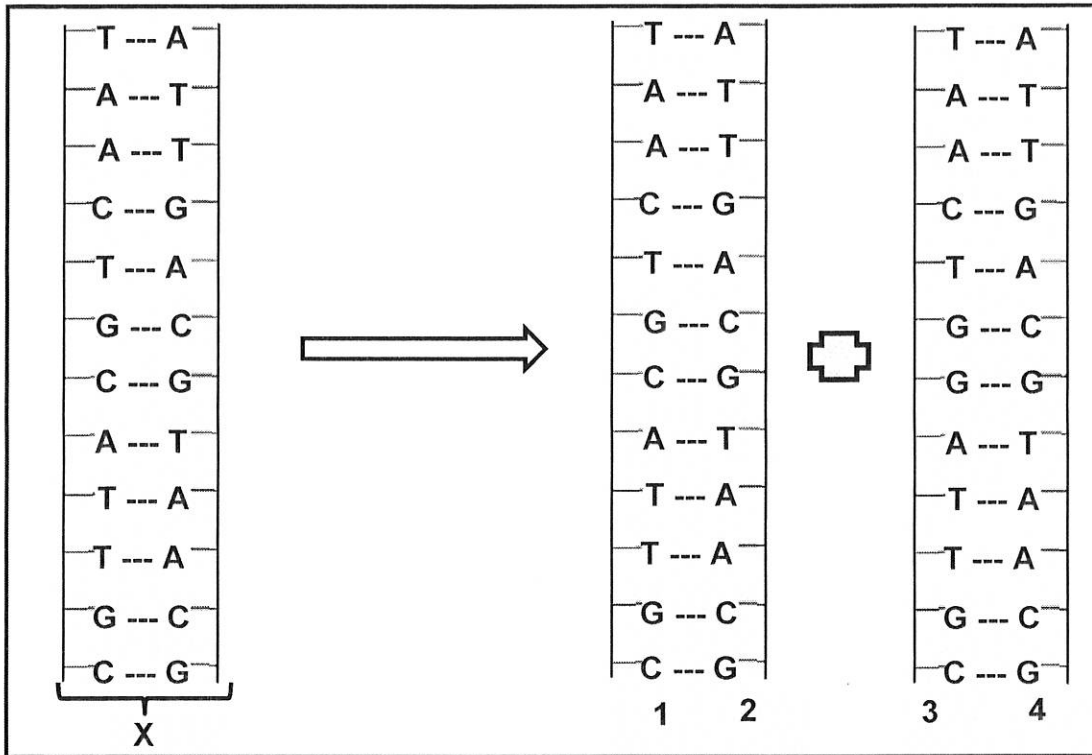 T --- A T --- A T --- A
A --- T A --- T A --- T
A --- T A --- T A --- T
C --- G C --- G C --- G
T --- A T --- A T --- A
G --- C G --- C G --- C
C --- G C --- G G --- G
A --- T A --- T A --- T
T --- A T --- A T --- A
T --- A T --- A T --- A
G --- C G --- C G --- C
C --- G C --- G C --- G
X 1 2 3 4